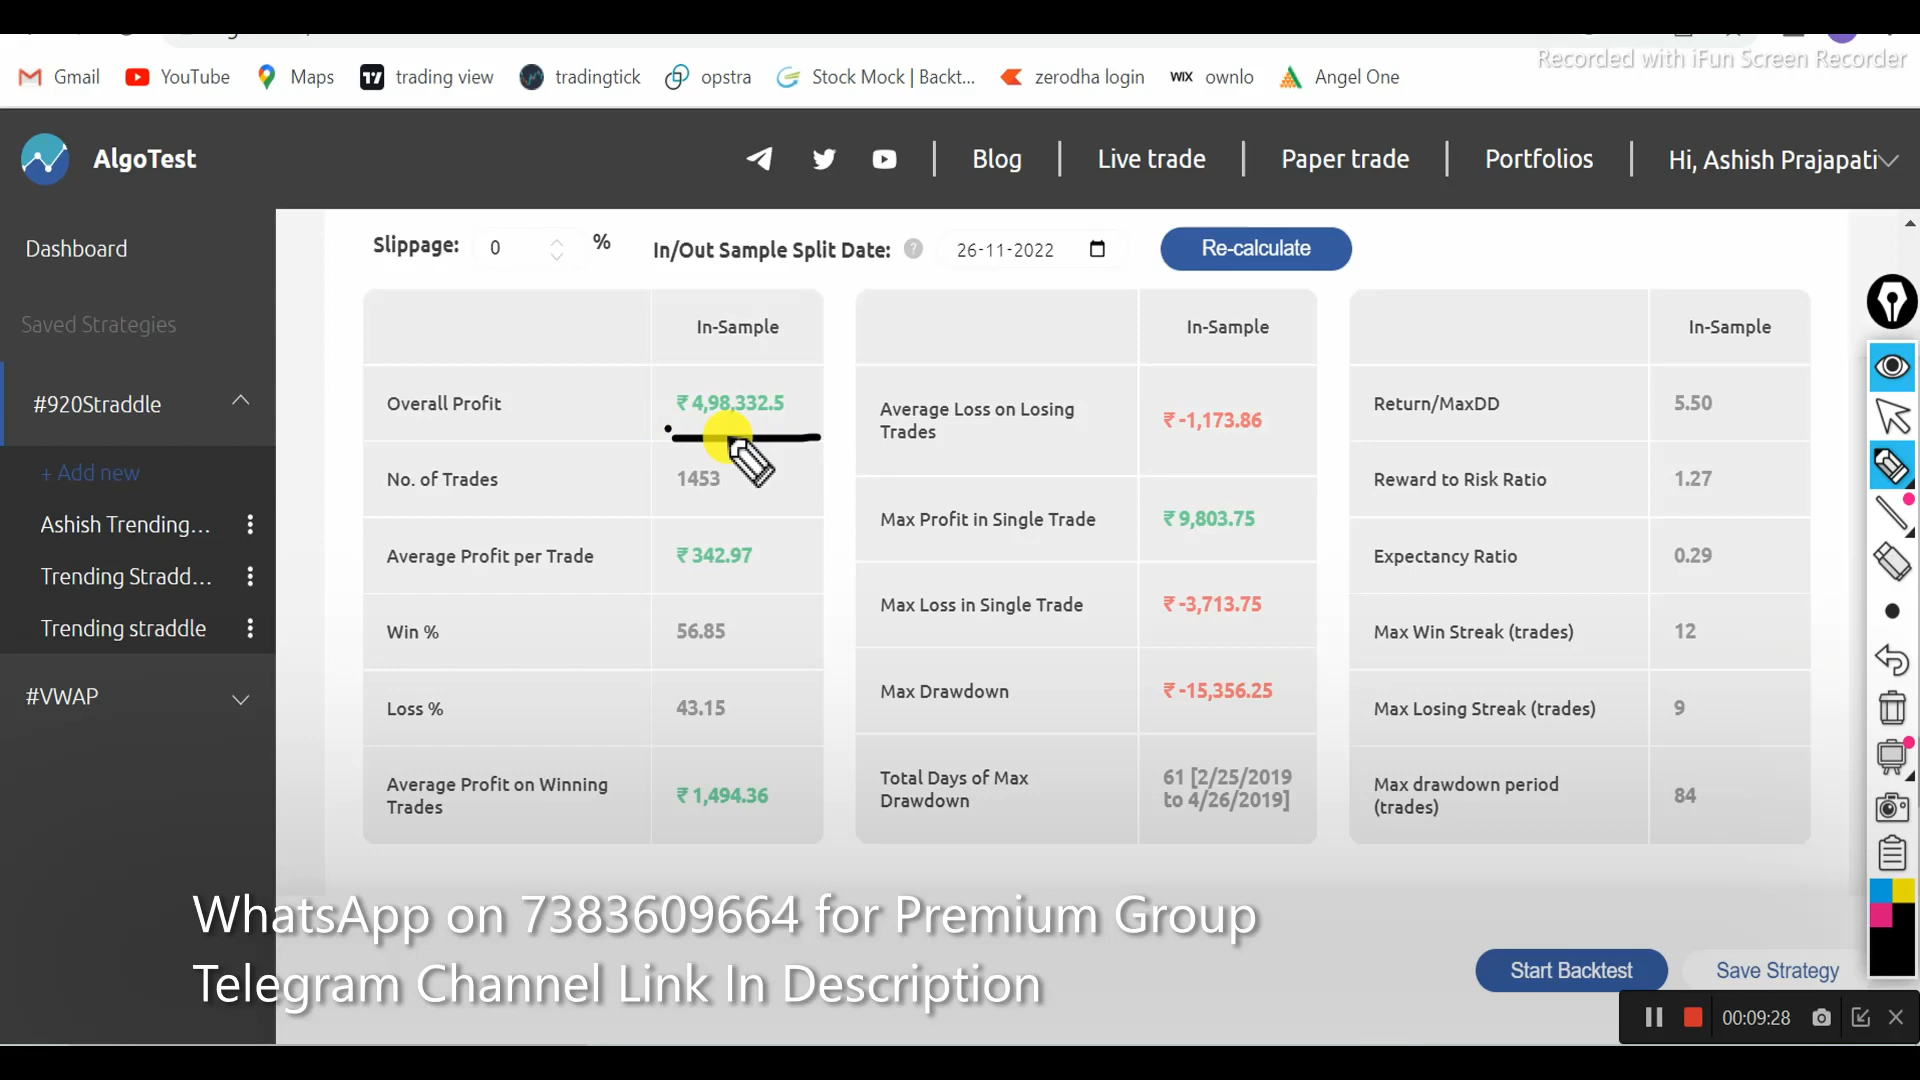 Recorded with iFun Screen Recorder
Gmail YouTube Maps trading view tradingtick opstra Stock Mock | Backt... zerodha login WIX ownlo Angel One
AlgoTest Blog Live trade Paper trade Portfolios Hi, Ashish Prajapati
Dashboard
Saved Strategies
#920Straddle
+ Add new
Ashish Trending...
Trending Stradd...
Trending straddle
#VWAP
Slippage: 0 % In/Out Sample Split Date: ? 26-11-2022 Re-calculate
In-Sample
Overall Profit ₹ 4,98,332.5
No. of Trades 1453
Average Profit per Trade ₹ 342.97
Win % 56.85
Loss % 43.15
Average Profit on Winning
Trades ₹ 1,494.36
In-Sample
Average Loss on Losing
Trades ₹ -1,173.86
Max Profit in Single Trade ₹ 9,803.75
Max Loss in Single Trade ₹ -3,713.75
Max Drawdown ₹ -15,356.25
Total Days of Max
Drawdown 61 [2/25/2019
to 4/26/2019]
In-Sample
Return/MaxDD 5.50
Reward to Risk Ratio 1.27
Expectancy Ratio 0.29
Max Win Streak (trades) 12
Max Losing Streak (trades) 9
Max drawdown period
(trades) 84
WhatsApp on 7383609664 for Premium Group
Telegram Channel Link In Description
Start Backtest Save Strategy
00:09:28